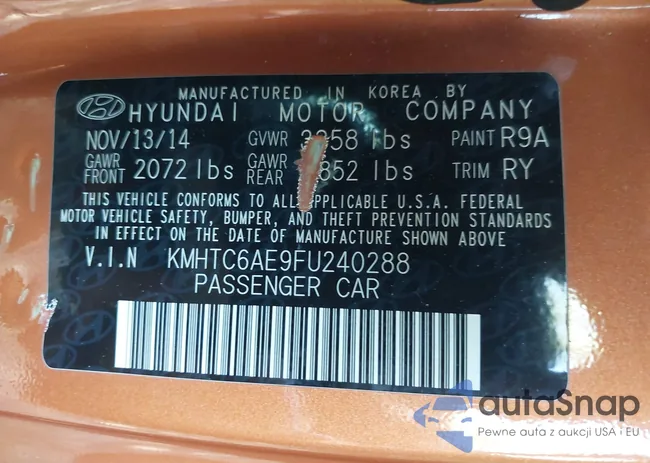 MANUFACTURED IN KOREA BY
HYUNDAI MOTOR COMPANY
NOV/13/14 GVWR lbs PAINT R9A
GAWR FRONT 2072 lbs GAWR REAR lbs TRIM RY
THIS VEHICLE CONFORMS TO ALL APPLICABLE U.S.A. FEDERAL
MOTOR VEHICLE SAFETY, BUMPER, AND THEFT PREVENTION STANDARDS
IN EFFECT ON THE DATE OF MANUFACTURE SHOWN ABOVE
V.I.N KMHTC6AE9FU240288
PASSENGER CAR
autaSnap
Pewne auta z aukcji USA i EU